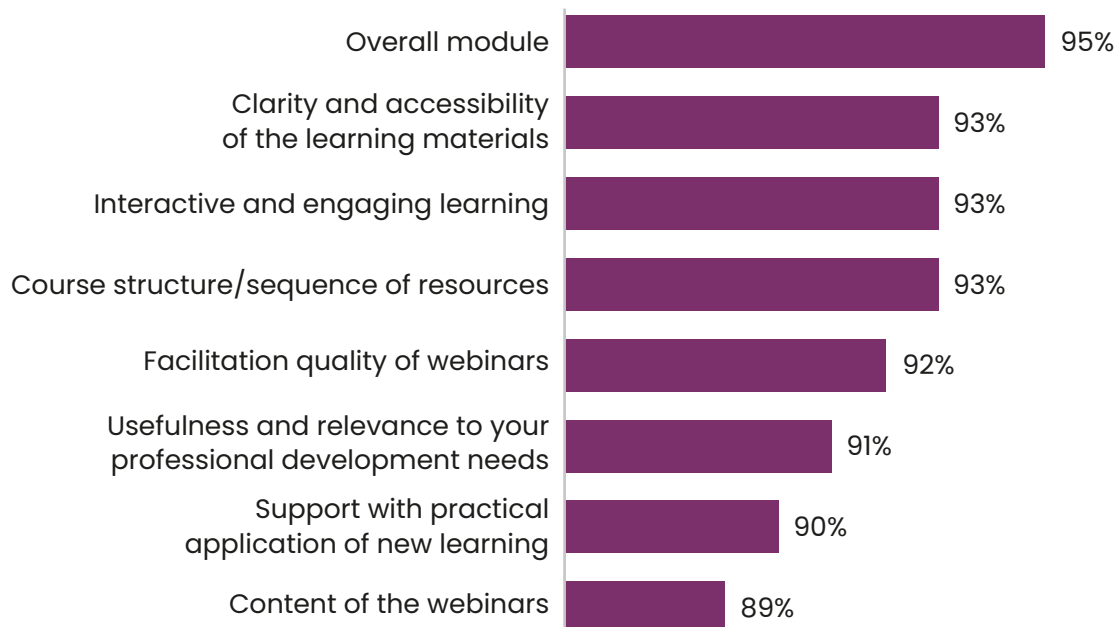 Overall module 95%
Clarity and accessibility
of the learning materials 93%
Interactive and engaging learning 93%
Course structure/sequence of resources 93%
Facilitation quality of webinars 92%
Usefulness and relevance to your
professional development needs 91%
Support with practical
application of new learning 90%
Content of the webinars 89%